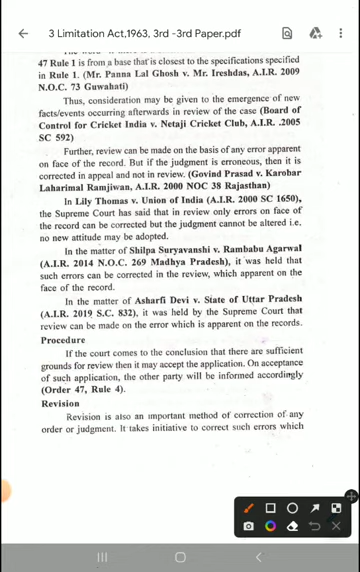 3 Limitation Act,1963, 3rd -3rd Paper.pdf
47 Rule 1 is from a base that is closest to the specifications specified
in Rule 1. (Mr. Panna Lal Ghosh v. Mr. Ireshdas, A.I.R. 2009
N.O.C. 73 Guwahati)
Thus, consideration may be given to the emergence of new
facts/events occurring afterwards in review of the case (Board of
Control for Cricket India v. Netaji Cricket Club, A.I.R. .2005
SC 592)
Further, review can be made on the basis of any error apparent
on face of the record. But if the judgment is erroneous, then it is
corrected in appeal and not in review. (Govind Prasad v. Karobar
Laharimal Ramjiwan, A.I.R. 2000 NOC 38 Rajasthan)
In Lily Thomas v. Union of India (A.I.R. 2000 SC 1650),
the Supreme Court has said that in review only errors on face of
the record can be corrected but the judgment cannot be altered i.e.
no new attitude may be adopted.
In the matter of Shilpa Suryavanshi v. Rambabu Agarwal
(A.I.R. 2014 N.O.C. 269 Madhya Pradesh), it was held that
such errors can be corrected in the review, which apparent on the
face of the record.
In the matter of Asharfi Devi v. State of Uttar Pradesh
(A.I.R. 2019 S.C. 832), it was held by the Supreme Court that
review can be made on the error which is apparent on the records.
Procedure
If the court comes to the conclusion that there are sufficient
grounds for review then it may accept the application. On acceptance
of such application, the other party will be informed accordingly
(Order 47, Rule 4).
Revision
Revision is also an important method of correction of any
order or judgment. It takes initiative to correct such errors which